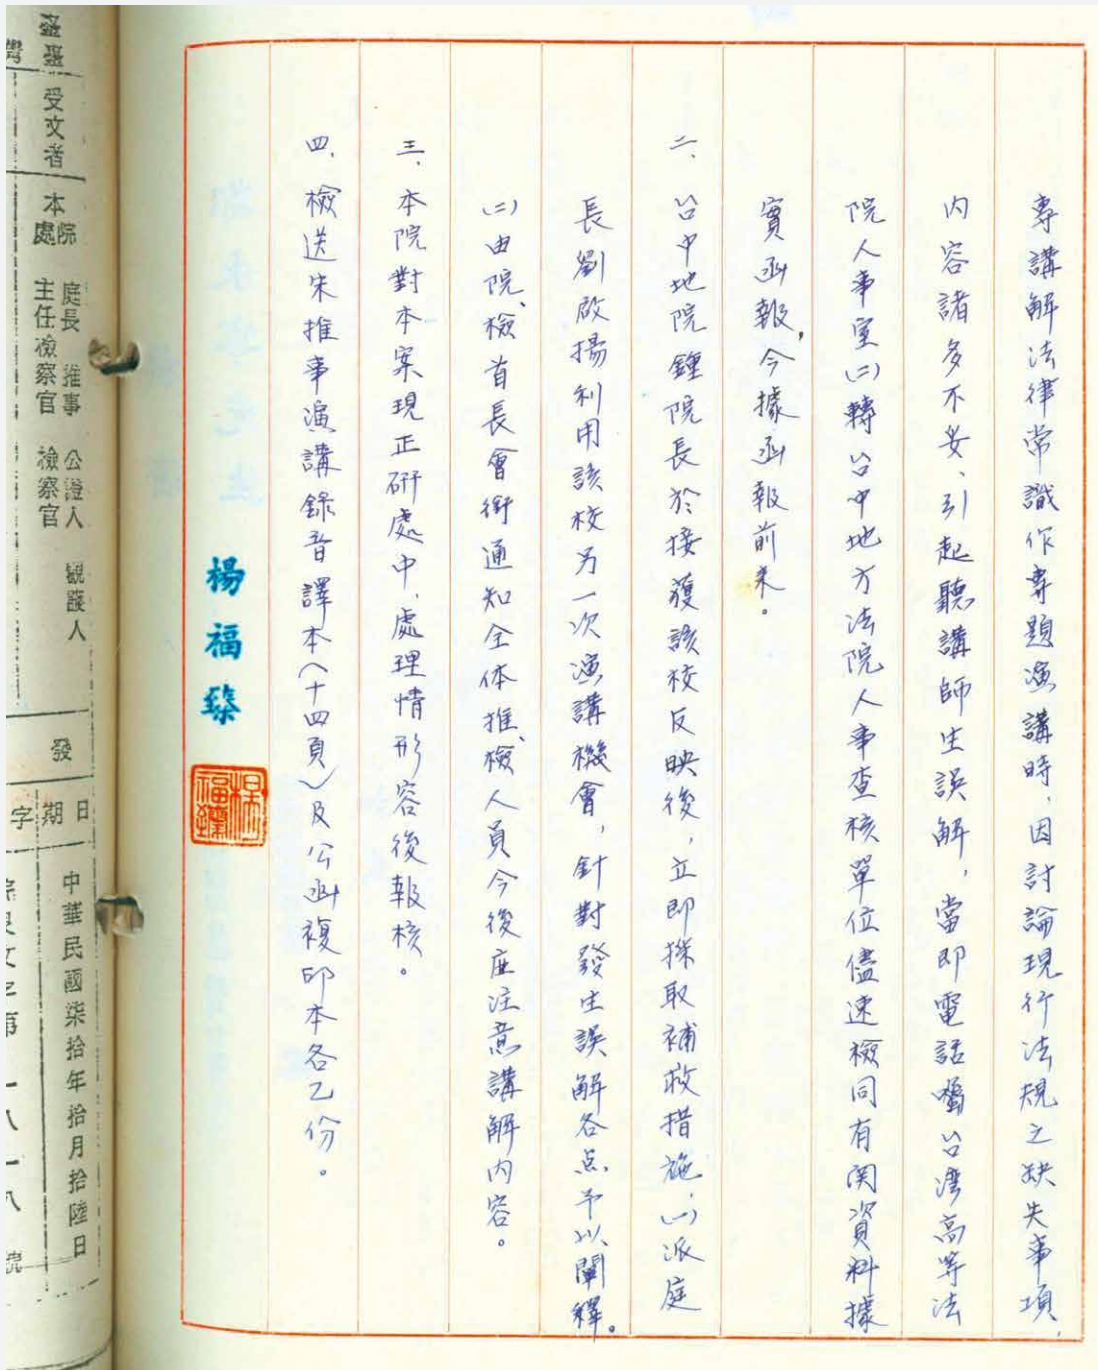 專講解法律常識作專題演講時，因討論現行法規之缺失事項，
內容諸多不妥、引起聽講師生誤解，當即電話囑台灣高等法
院人事室(二)轉台中地方法院人事查核單位儘速檢同有関資料據
實函報，今據函報前來。
二、台中地院鍾院長於接獲該校反映後，立即採取補救措施，(一)派庭
長劉啟揚利用該校另一次演講機會，針對發生誤解各点予以闡釋。
(二)由院、檢首長會銜通知全体推、檢人員今後应注意講解內容。
三、本院對本案現正研處中，處理情形容後報核。
四、檢送朱推事演講錄音譯本(十四頁)及公函複印本各乙份。
楊福臻
受文者
本院
處
庭長 推事 公證人 觀護人
主任檢察官 檢察官
發
日期
字
中華民國柒拾年拾月拾陸日
一八一八號